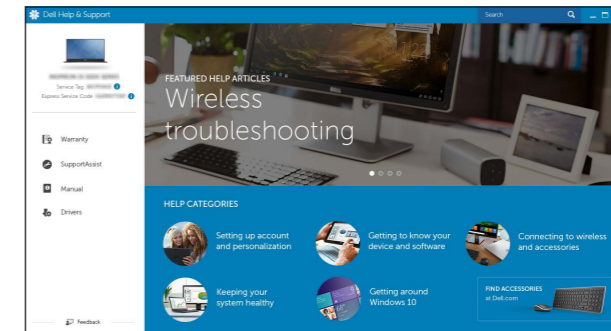 Dell Help & Support
Search
Service Tag:
Express Service Code:
Warranty
SupportAssist
Manual
Drivers
Feedback
FEATURED HELP ARTICLES
Wireless
troubleshooting
HELP CATEGORIES
Setting up account
and personalization
Getting to know your
device and software
Connecting to wireless
and accessories
Keeping your
system healthy
Getting around
Windows 10
FIND ACCESSORIES
at Dell.com